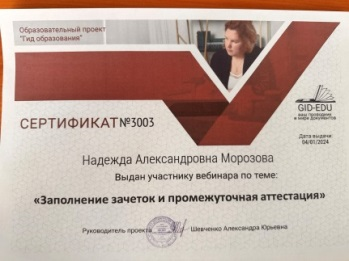 Образовательный проект
"Гид образования"
СЕРТИФИКАТ№3003
GID-EDU
ваш проводник
в мире документов
Дата выдачи:
04/01/2024
Надежда Александровна Морозова
Выдан участнику вебинара по теме:
«Заполнение зачеток и промежуточная аттестация»
Руководитель проекта
Шевченко Александра Юрьевна